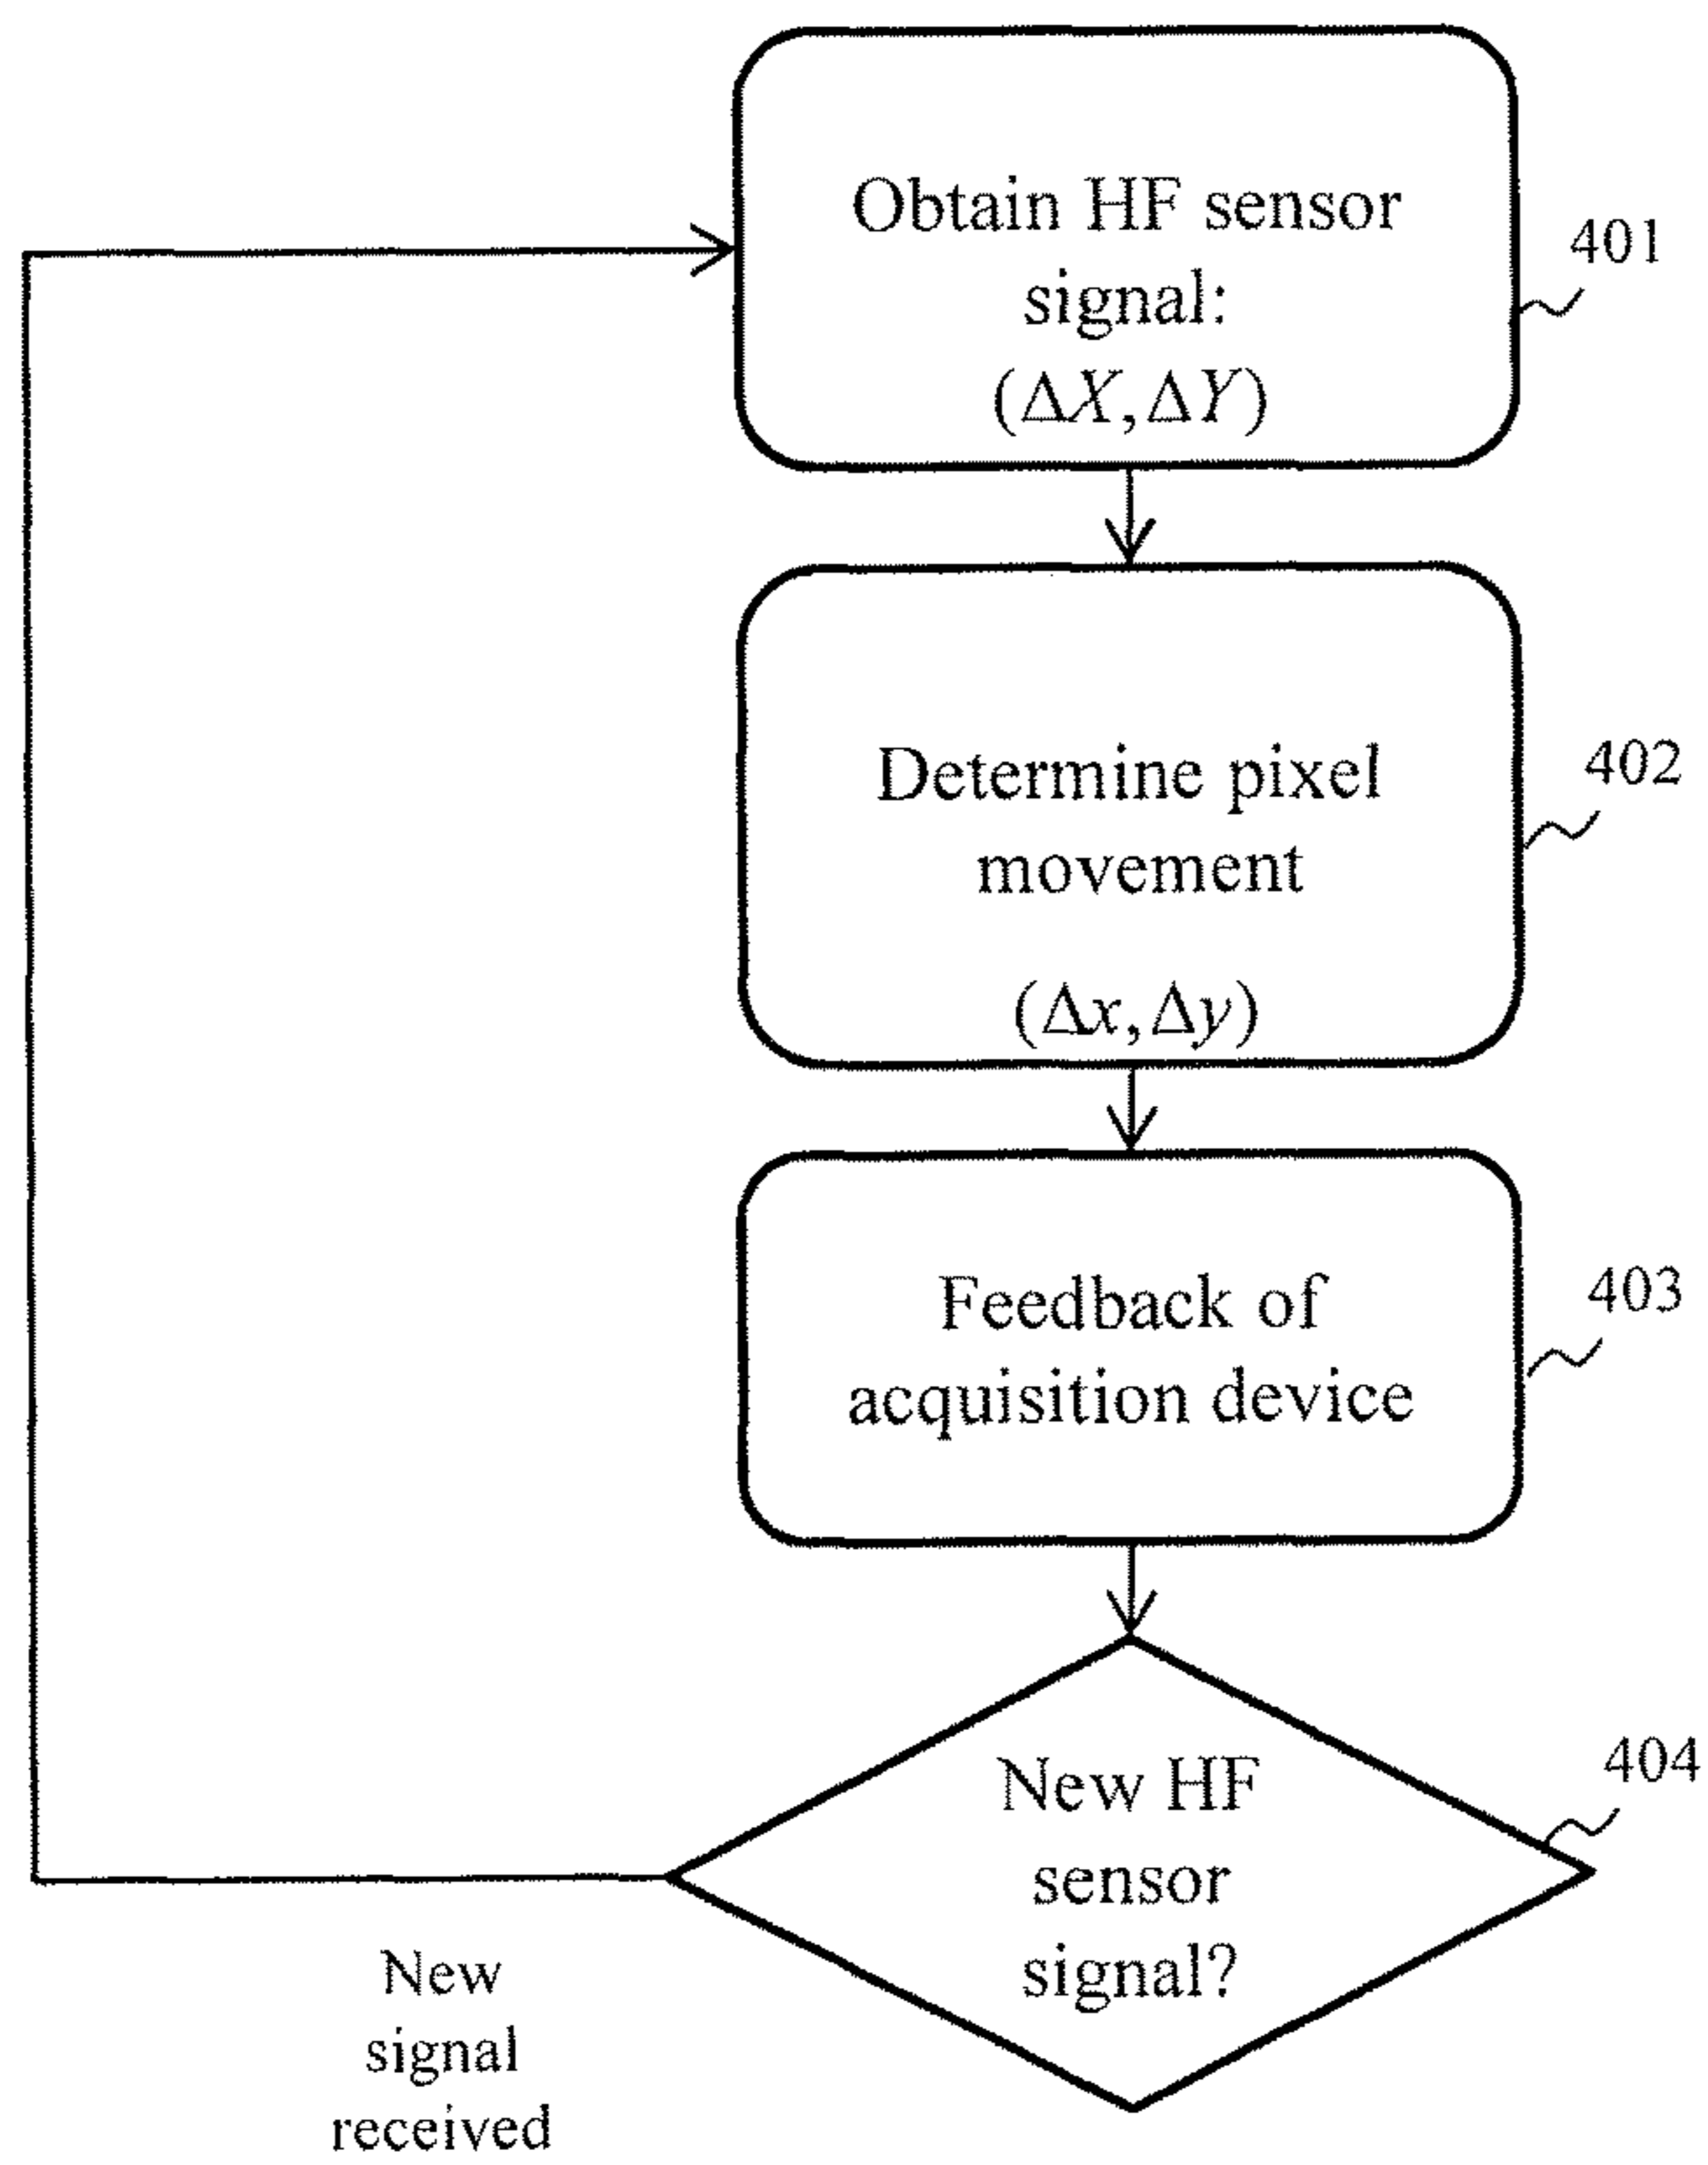 Obtain HF sensor
signal:
(ΔX, ΔY)
401
Determine pixel
movement
(Δx, Δy)
402
Feedback of
acquisition device
403
New HF
sensor
signal?
404
New
signal
received